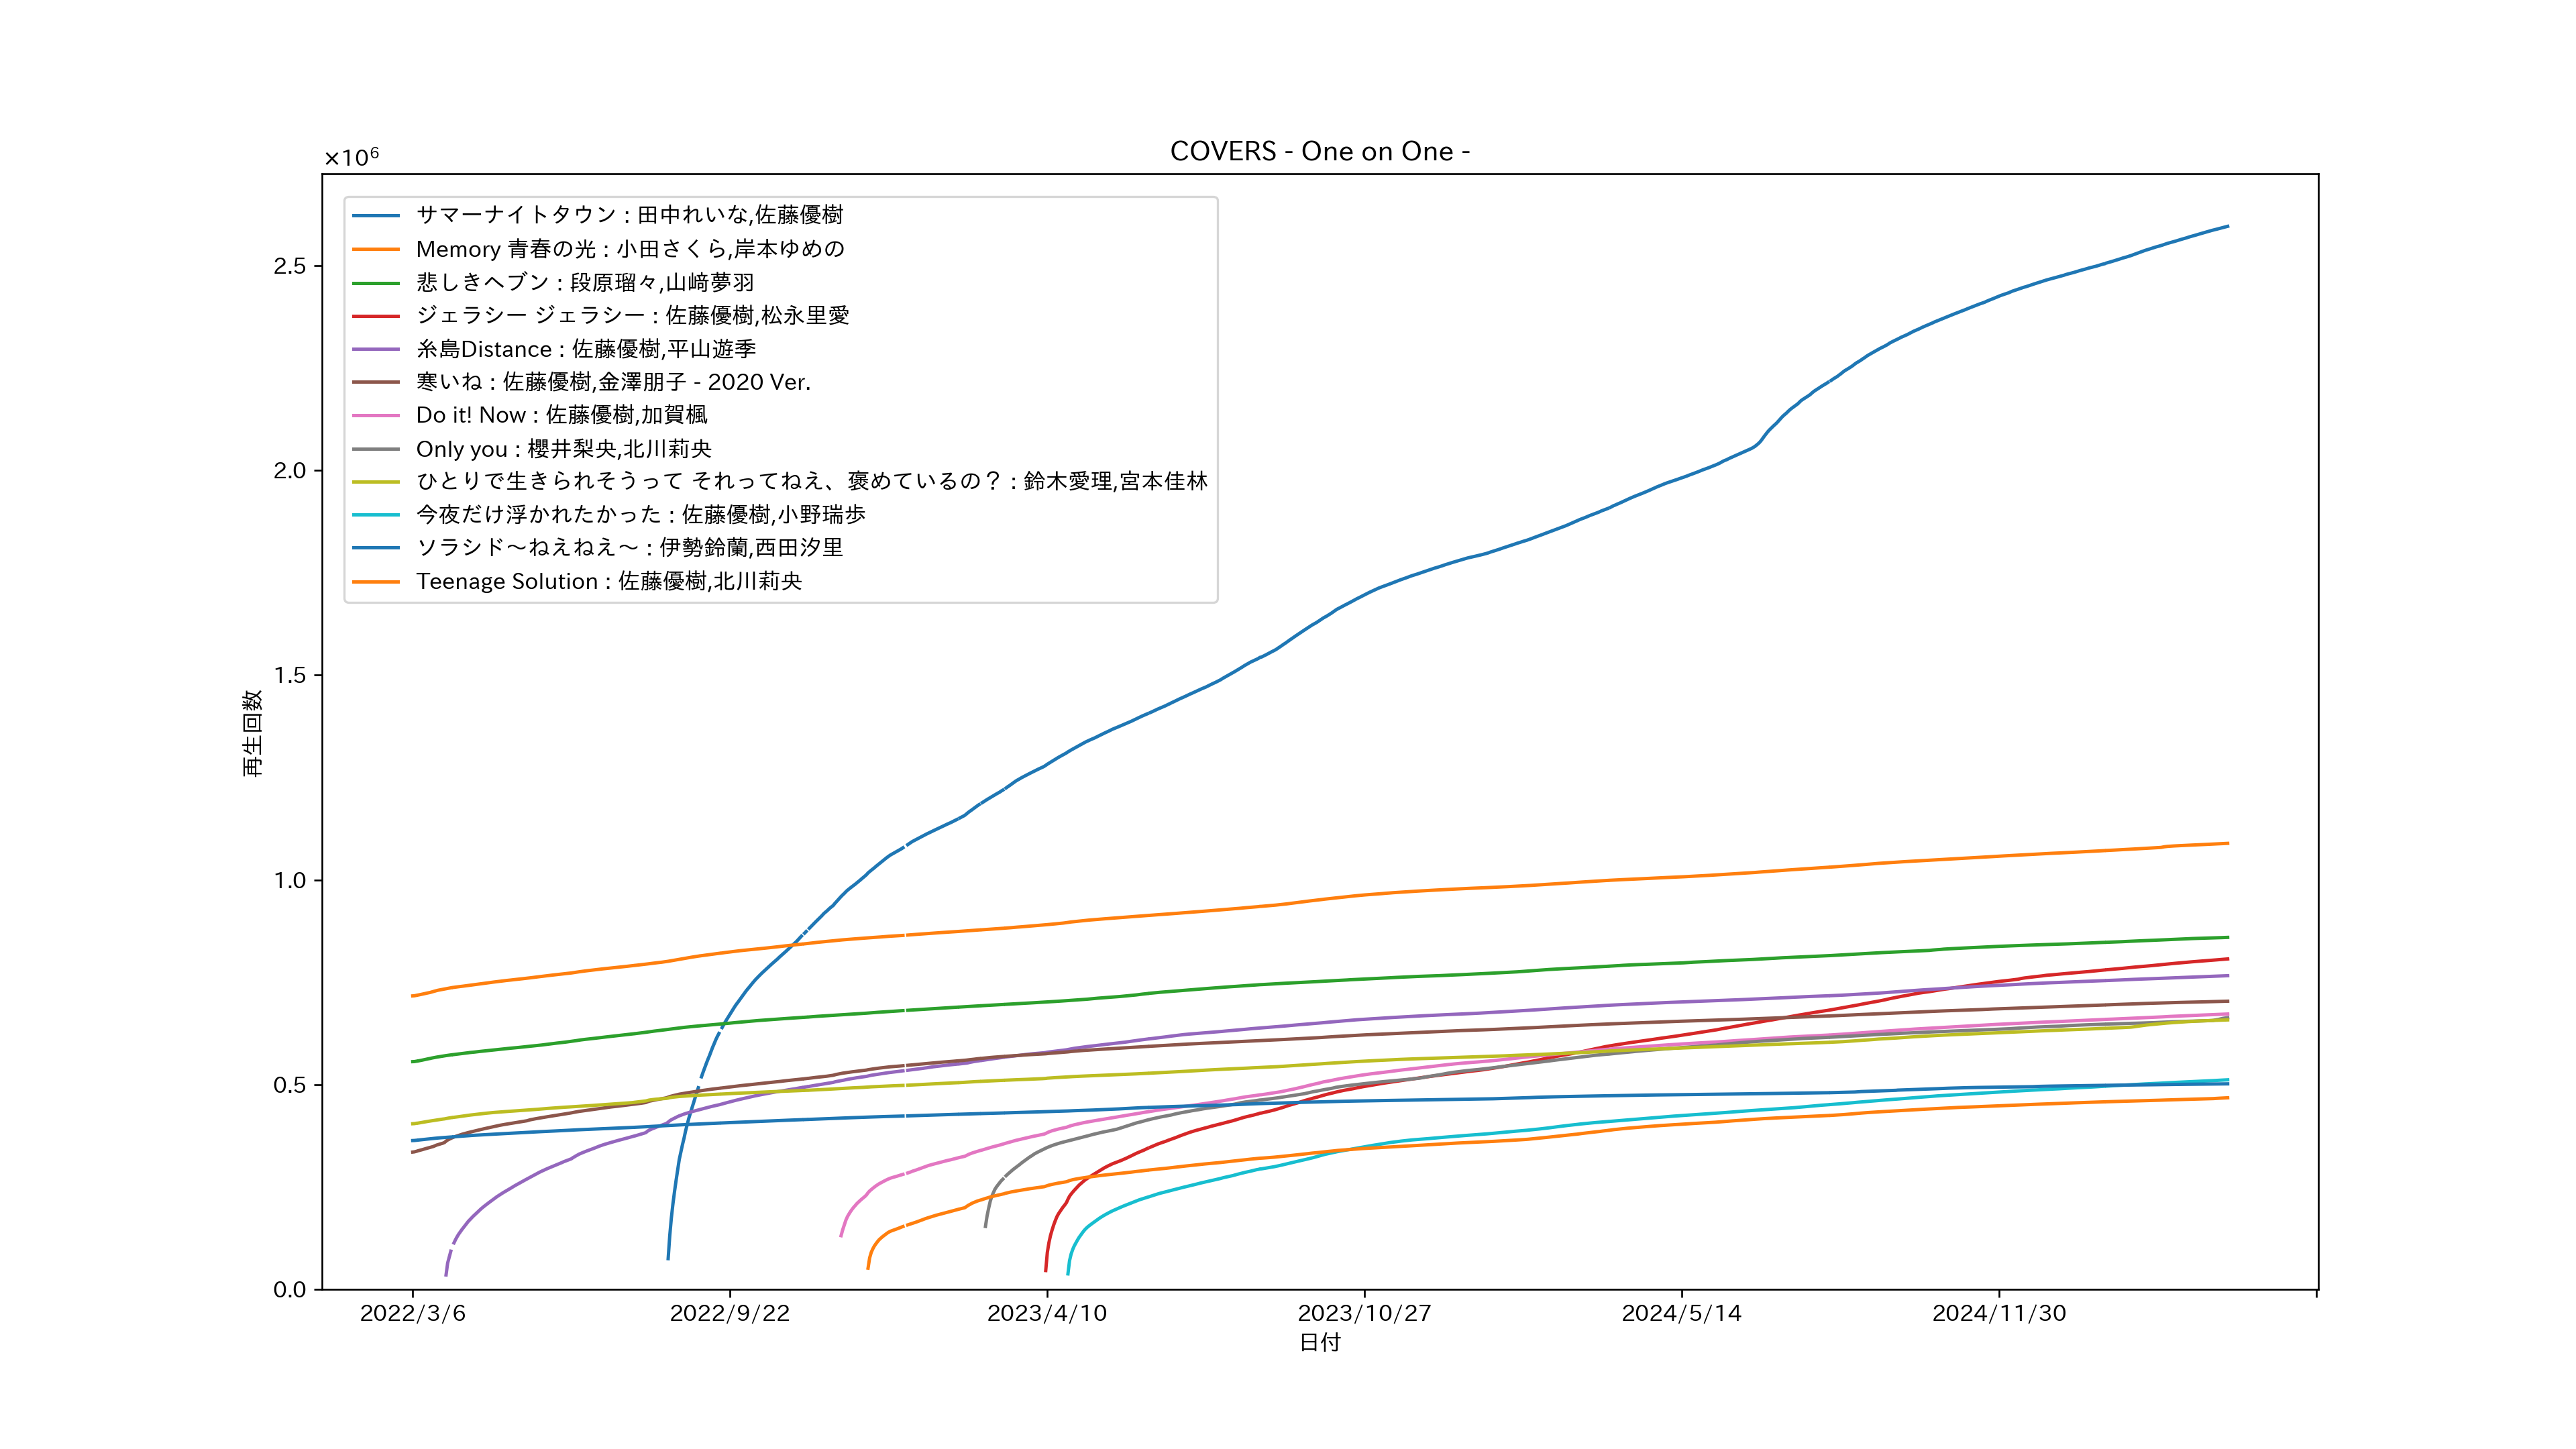 COVERS - One on One -
×10⁶
2.5
2.0
1.5
1.0
0.5
0.0
再生回数
サマーナイトタウン : 田中れいな,佐藤優樹
Memory 青春の光 : 小田さくら,岸本ゆめの
悲しきヘブン : 段原瑠々,山﨑夢羽
ジェラシー ジェラシー : 佐藤優樹,松永里愛
糸島Distance : 佐藤優樹,平山遊季
寒いね : 佐藤優樹,金澤朋子 - 2020 Ver.
Do it! Now : 佐藤優樹,加賀楓
Only you : 櫻井梨央,北川莉央
ひとりで生きられそうって それってねえ、褒めているの？ : 鈴木愛理,宮本佳林
今夜だけ浮かれたかった : 佐藤優樹,小野瑞歩
ソラシド～ねえねえ～ : 伊勢鈴蘭,西田汐里
Teenage Solution : 佐藤優樹,北川莉央
2022/3/6 2022/9/22 2023/4/10 2023/10/27 2024/5/14 2024/11/30
日付